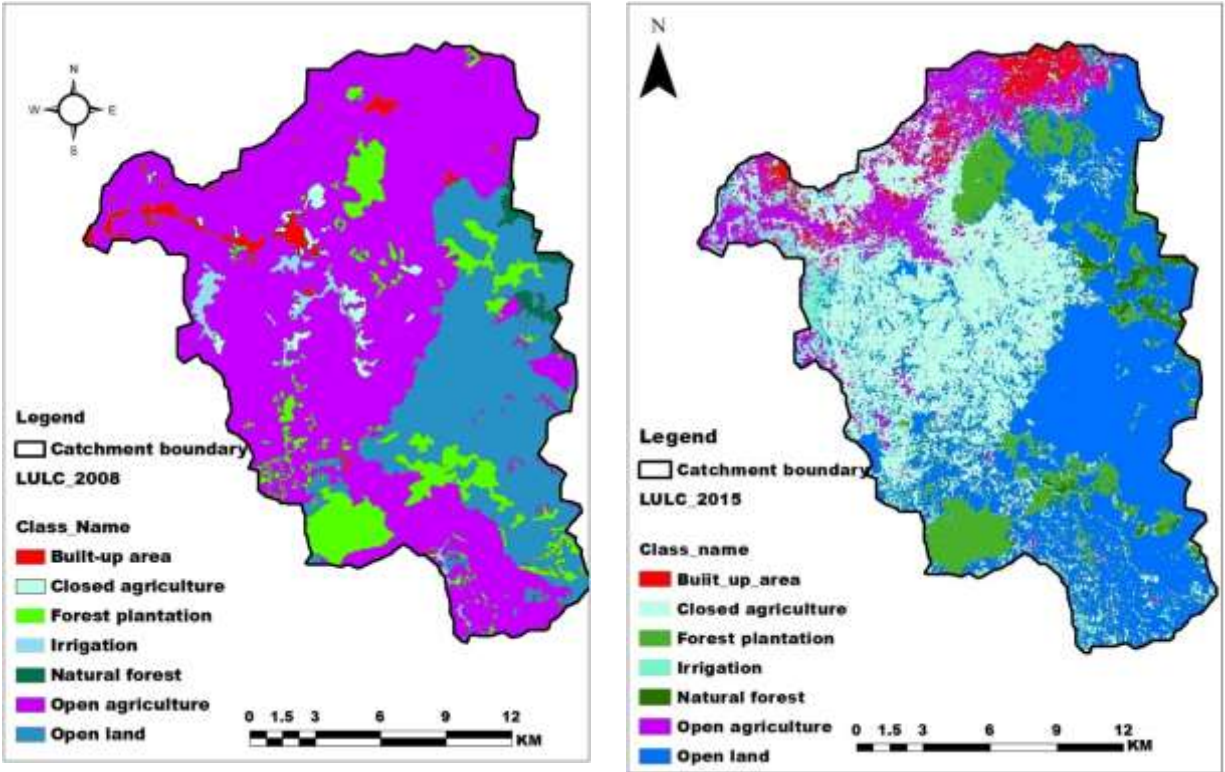 N
W E
S
Legend
Catchment boundary
LULC_2008
Class_Name
Built-up area
Closed agriculture
Forest plantation
Irrigation
Natural forest
Open agriculture
Open land
0 1.5 3 6 9 12
KM
N
Legend
Catchment boundary
LULC_2015
Class_name
Built_up_area
Closed agriculture
Forest plantation
Irrigation
Natural forest
Open agriculture
Open land
0 1.5 3 6 9 12
KM